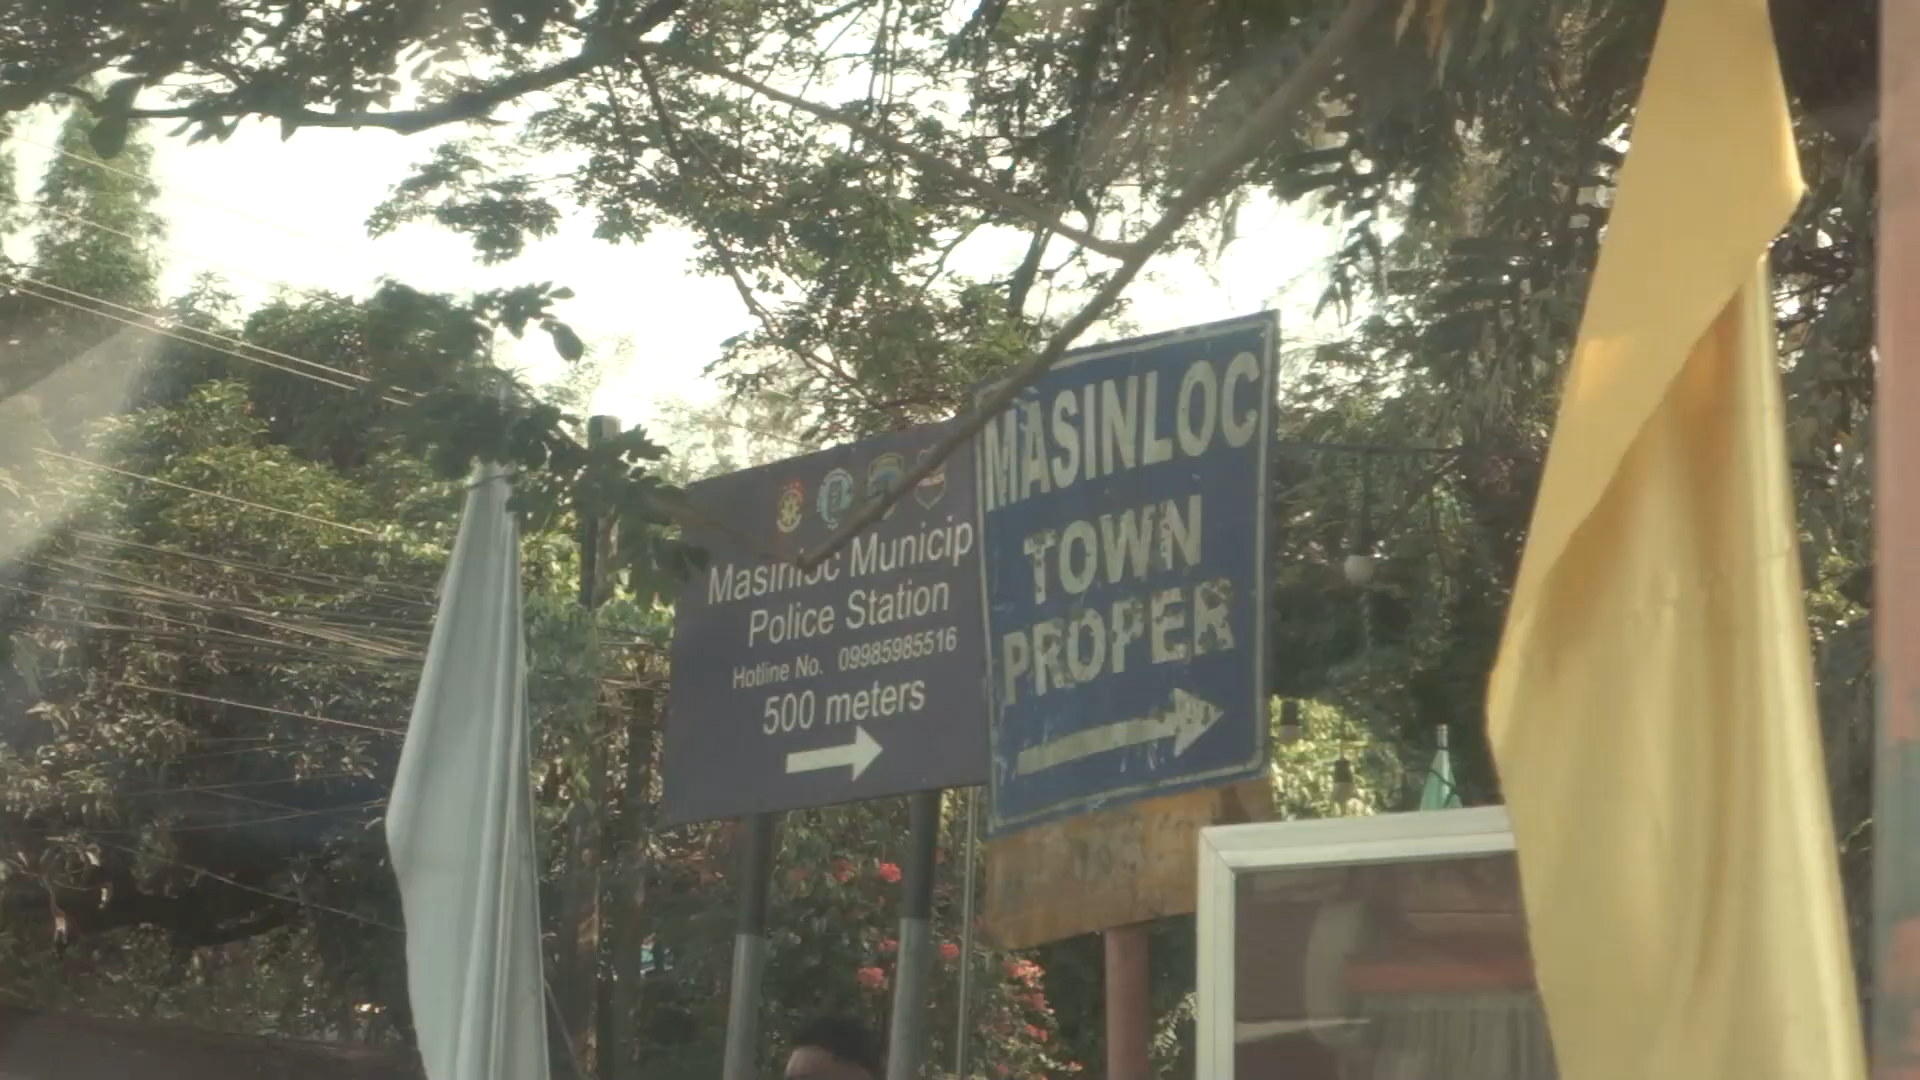 Masinloc Municip
Police Station
Hotline No. 09985985516
500 meters
MASINLOC
TOWN
PROPER